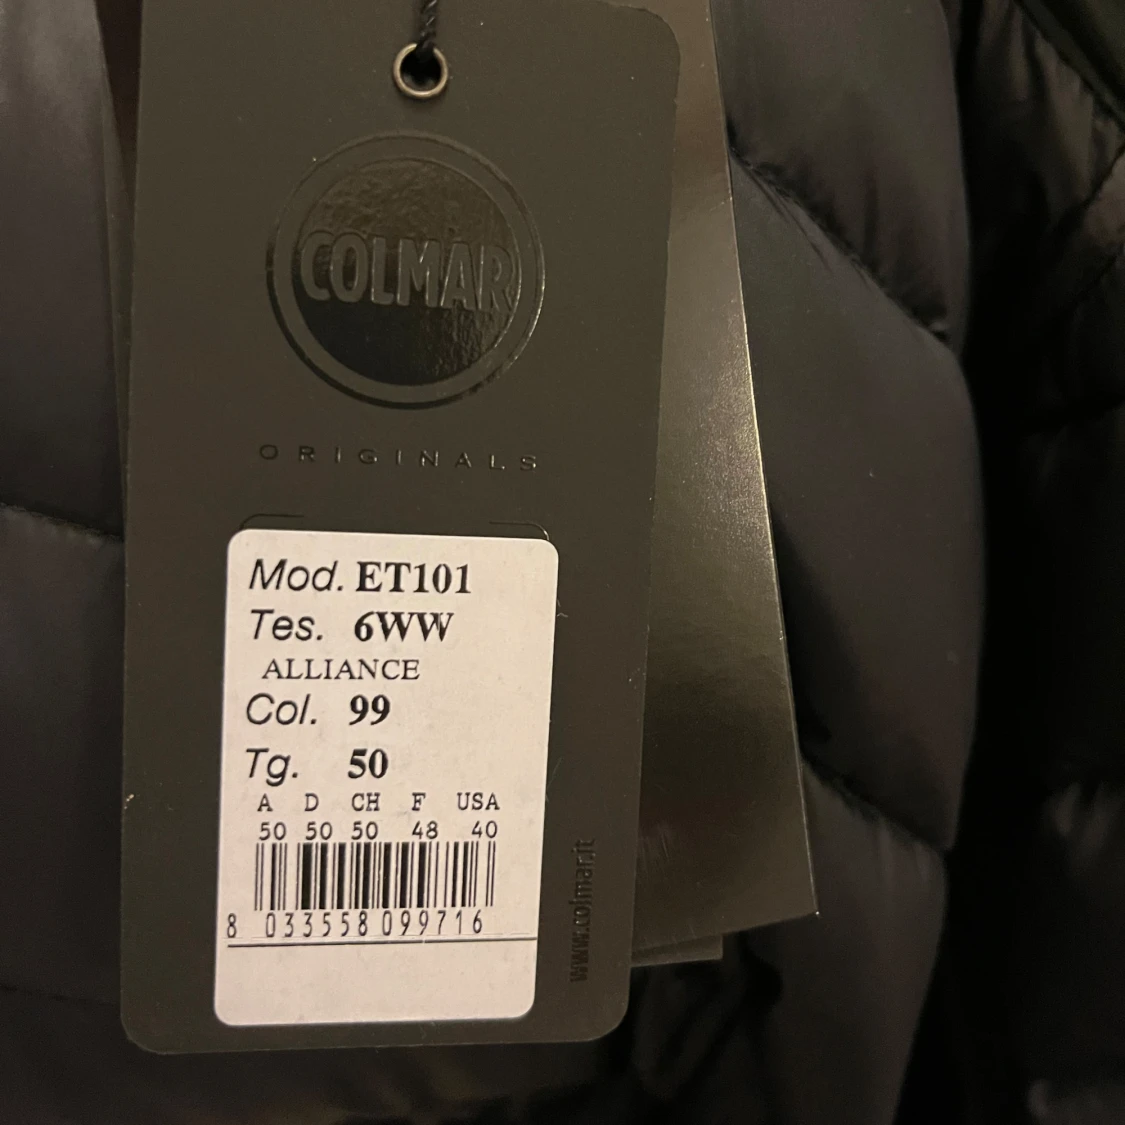 COLMAR
ORIGINALS
Mod. ET101
Tes. 6WW
ALLIANCE
Col. 99
Tg. 50
A D CH F USA
50 50 50 48 40
8 033558 099716
www.colmar.it